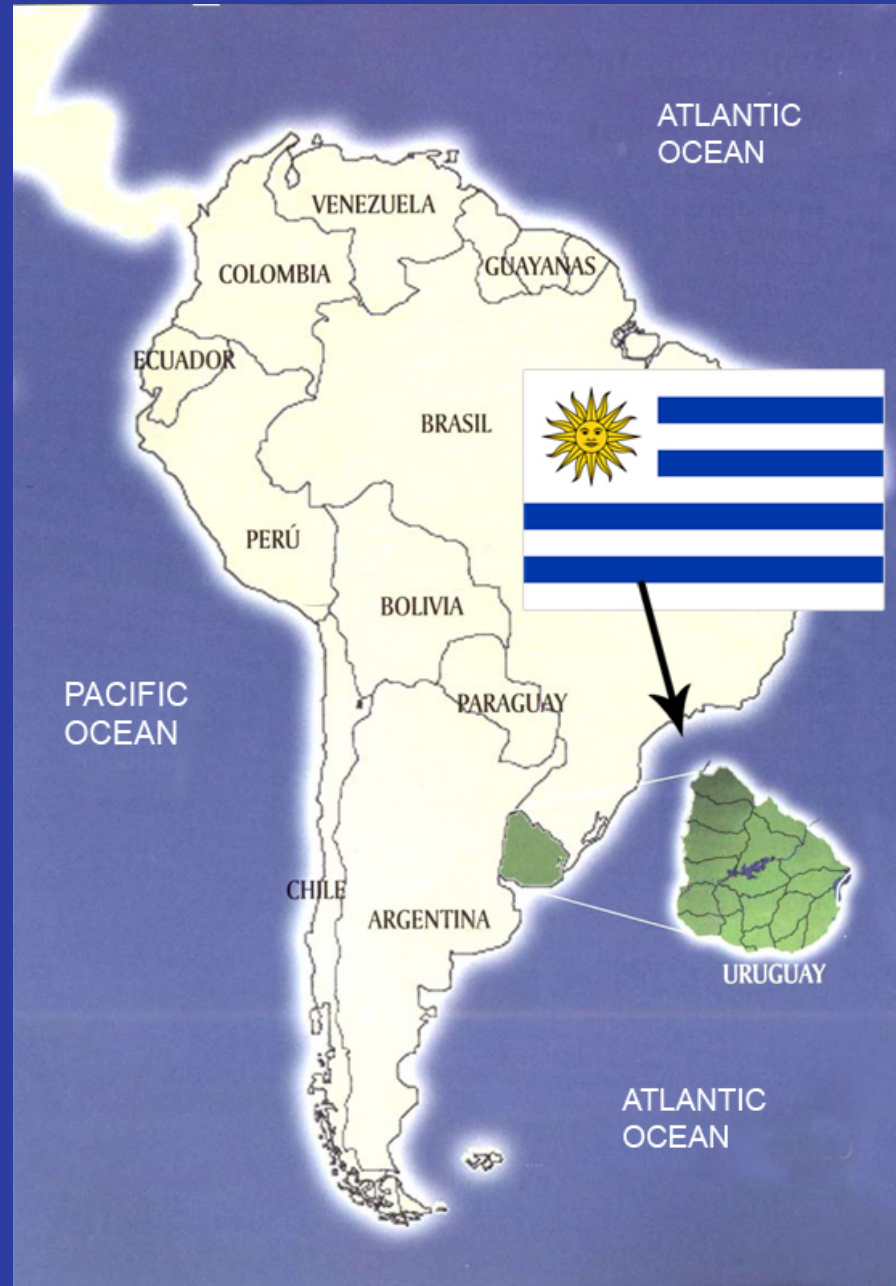 ATLANTIC
OCEAN
VENEZUELA
COLOMBIA
GUAYANAS
ECUADOR
BRASIL
PERÚ
BOLIVIA
PACIFIC
OCEAN
PARAGUAY
CHILE
ARGENTINA
URUGUAY
ATLANTIC
OCEAN